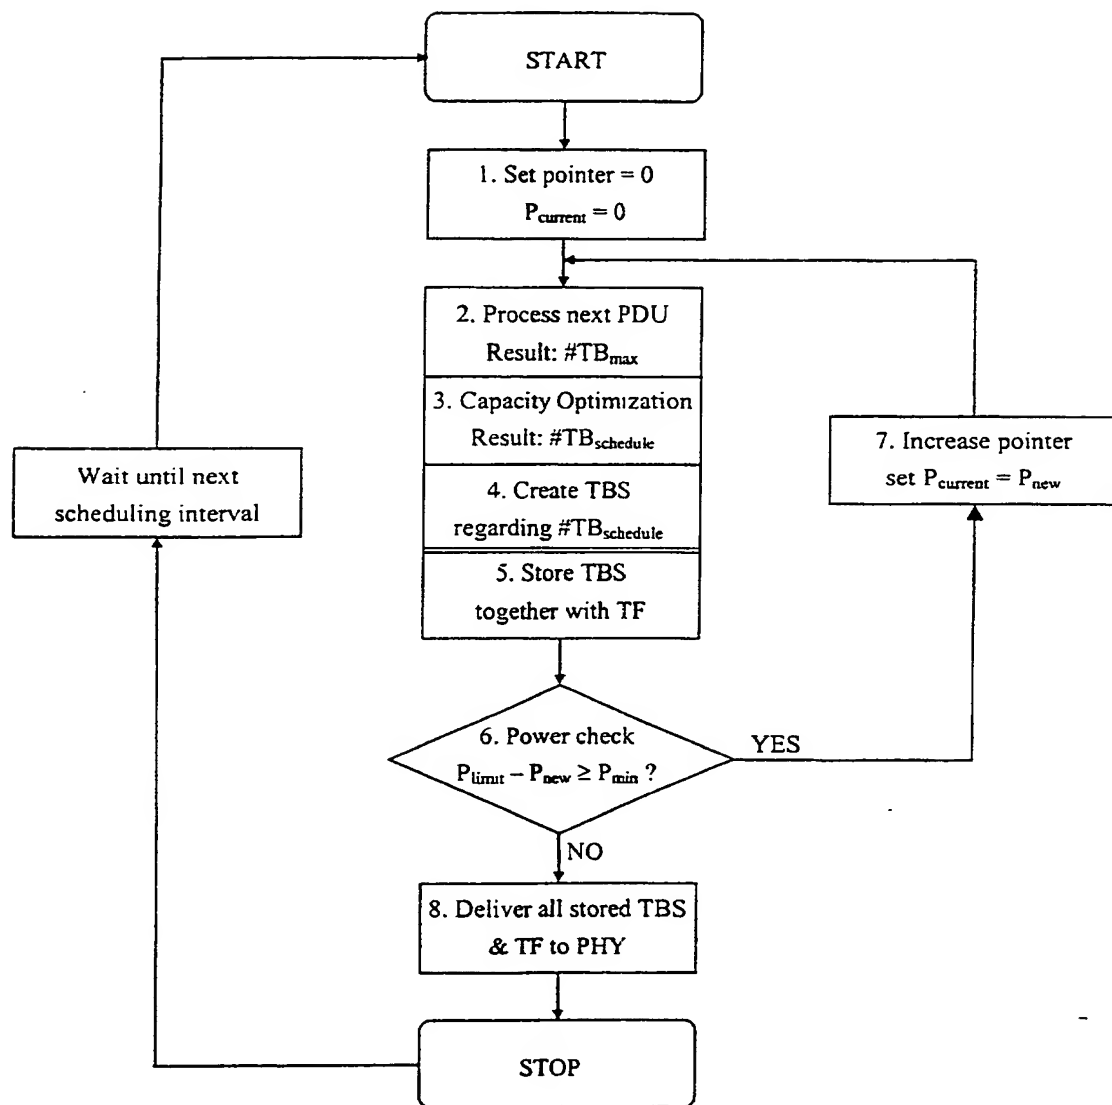 START
1. Set pointer = 0
P_current = 0
2. Process next PDU
Result: #TB_max
3. Capacity Optimization
Result: #TB_schedule
4. Create TBS
regarding #TB_schedule
5. Store TBS
together with TF
7. Increase pointer
set P_current = P_new
Wait until next
scheduling interval
6. Power check
P_limit – P_new ≥ P_min ?
YES
NO
8. Deliver all stored TBS
& TF to PHY
STOP